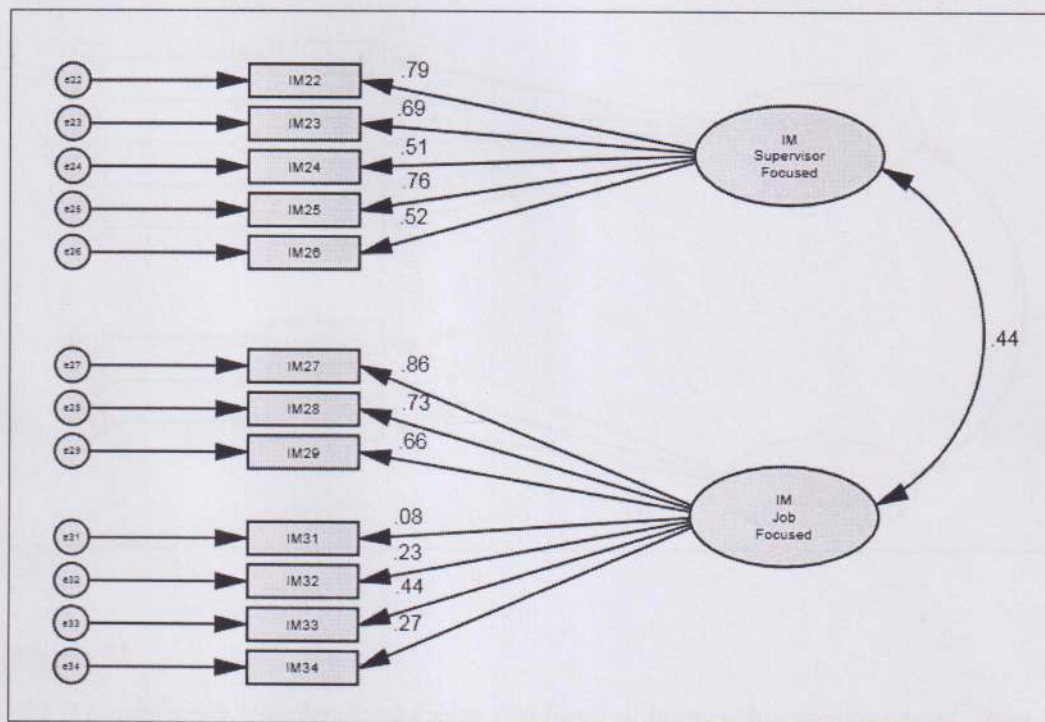 e22
IM22
.79
e23
IM23
.69
e24
IM24
.51
e25
IM25
.76
e26
IM26
.52
IM
Supervisor
Focused
.44
e27
IM27
.86
e28
IM28
.73
e29
IM29
.66
IM
Job
Focused
e31
IM31
.08
e32
IM32
.23
e33
IM33
.44
e34
IM34
.27